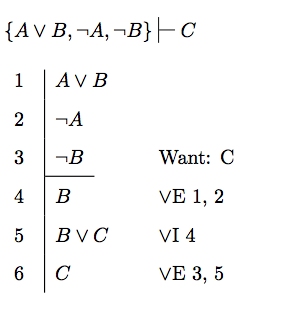 {A ∨ B, ¬A, ¬B} ⊢ C
1 A ∨ B
2 ¬A
3 ¬B Want: C
4 B ∨E 1, 2
5 B ∨ C ∨I 4
6 C ∨E 3, 5